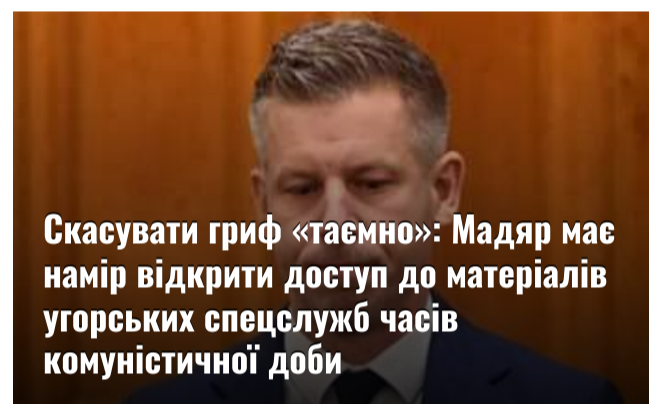 Скасувати гриф «таємно»: Мадяр має
намір відкрити доступ до матеріалів
угорських спецслужб часів
комуністичної доби